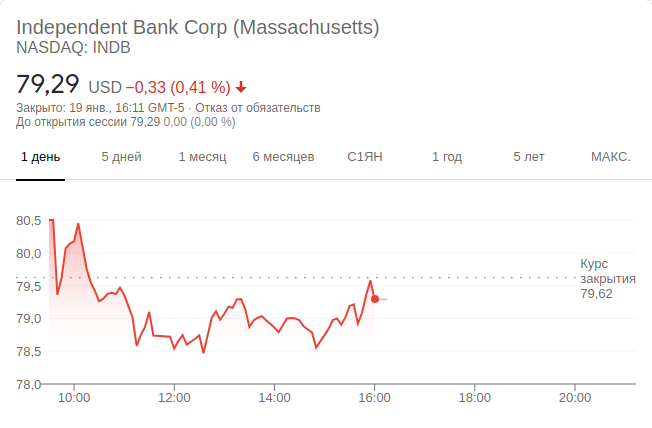 Independent Bank Corp (Massachusetts)
NASDAQ: INDB
79,29 USD −0,33 (0,41 %)
Закрыто: 19 янв., 16:11 GMT-5 · Отказ от обязательств
До открытия сессии 79,29 0,00 (0,00 %)
1 день 5 дней 1 месяц 6 месяцев С1ЯН 1 год 5 лет МАКС.
80,5
80,0
Курс
закрытия
79,5
79,62
79,0
78,5
78,0
10:00 12:00 14:00 16:00 18:00 20:00